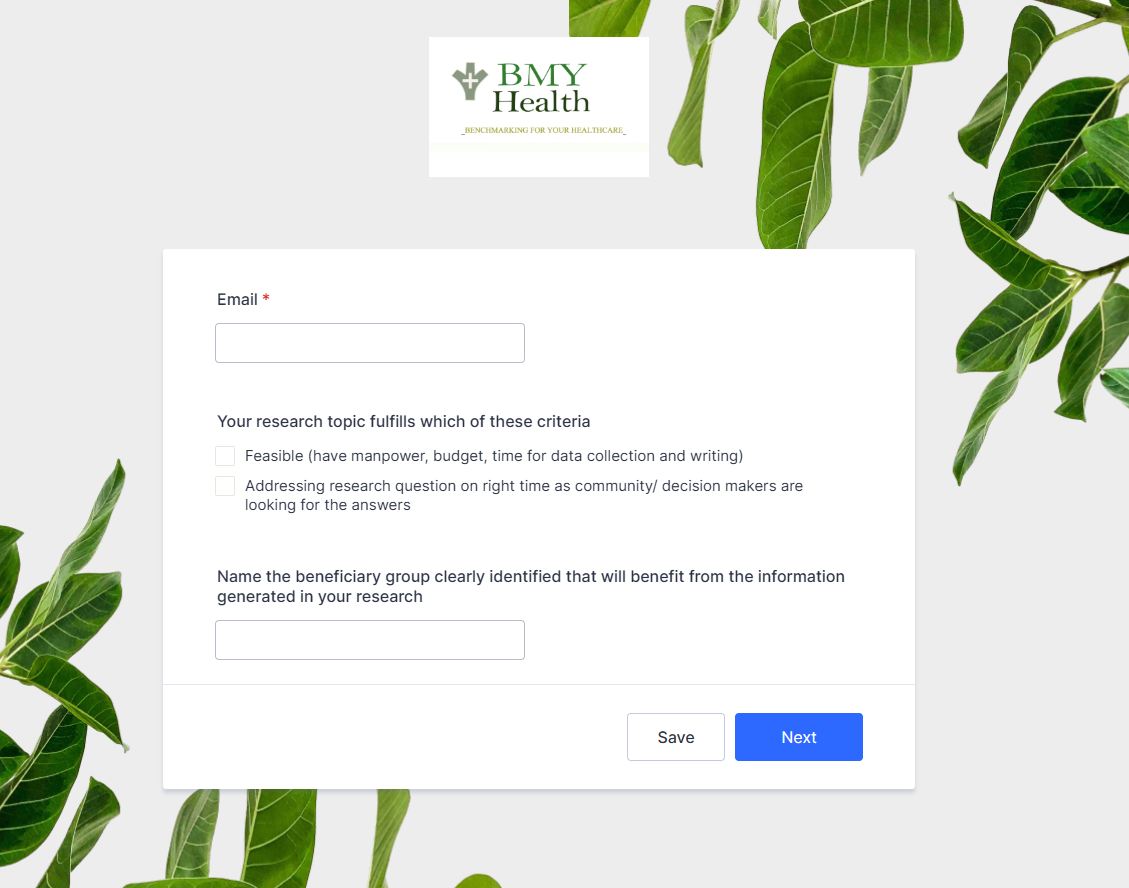 BMY
Health
_BENCHMARKING FOR YOUR HEALTHCARE_
Email *
Your research topic fulfills which of these criteria
Feasible (have manpower, budget, time for data collection and writing)
Addressing research question on right time as community/ decision makers are
looking for the answers
Name the beneficiary group clearly identified that will benefit from the information
generated in your research
Save
Next